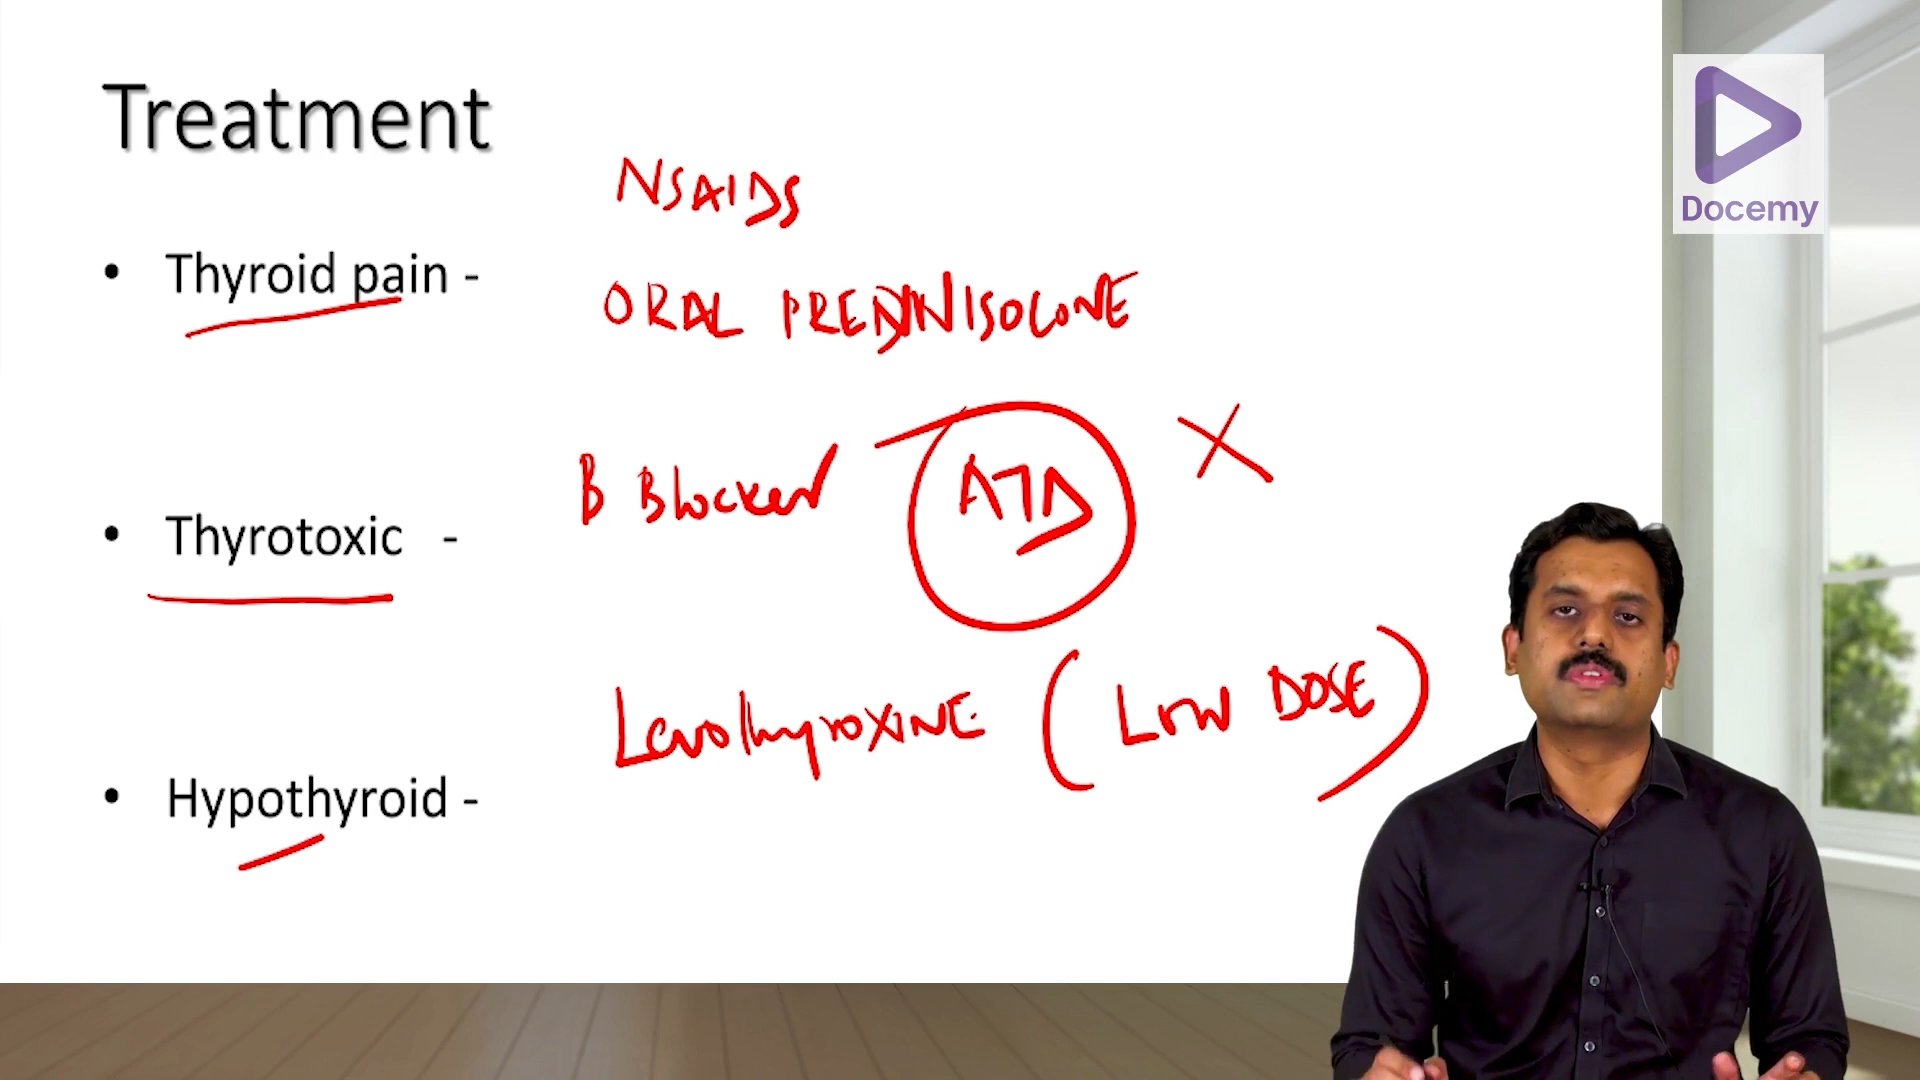 Treatment
NSAIDS
• Thyroid pain -
ORAL PREDNISOLONE
B Blocker ATD X
• Thyrotoxic -
Levothyroxine (LOW DOSE)
• Hypothyroid -
Docemy